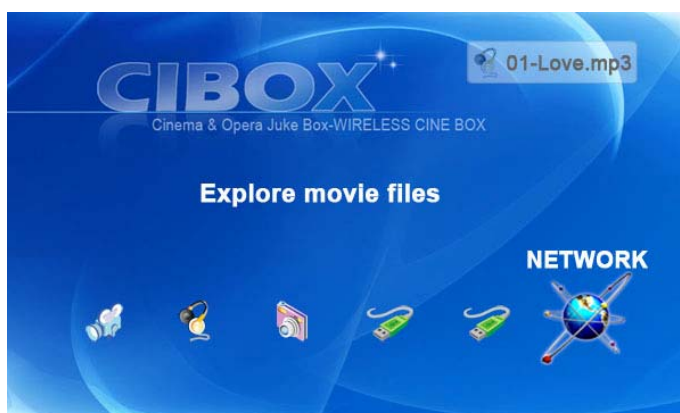 CIBOX
01-Love.mp3
Cinema & Opera Juke Box-WIRELESS CINE BOX
Explore movie files
NETWORK